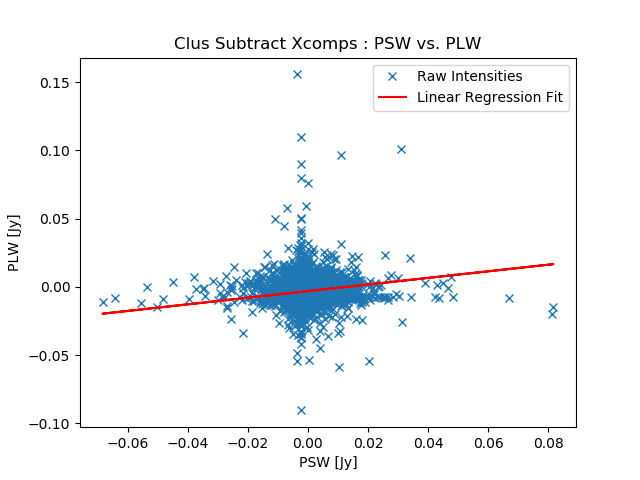 Clus Subtract Xcomps : PSW vs. PLW
Raw Intensities
Linear Regression Fit
0.15
0.10
0.05
0.00
−0.05
−0.10
PLW [Jy]
−0.06 −0.04 −0.02 0.00 0.02 0.04 0.06 0.08
PSW [Jy]